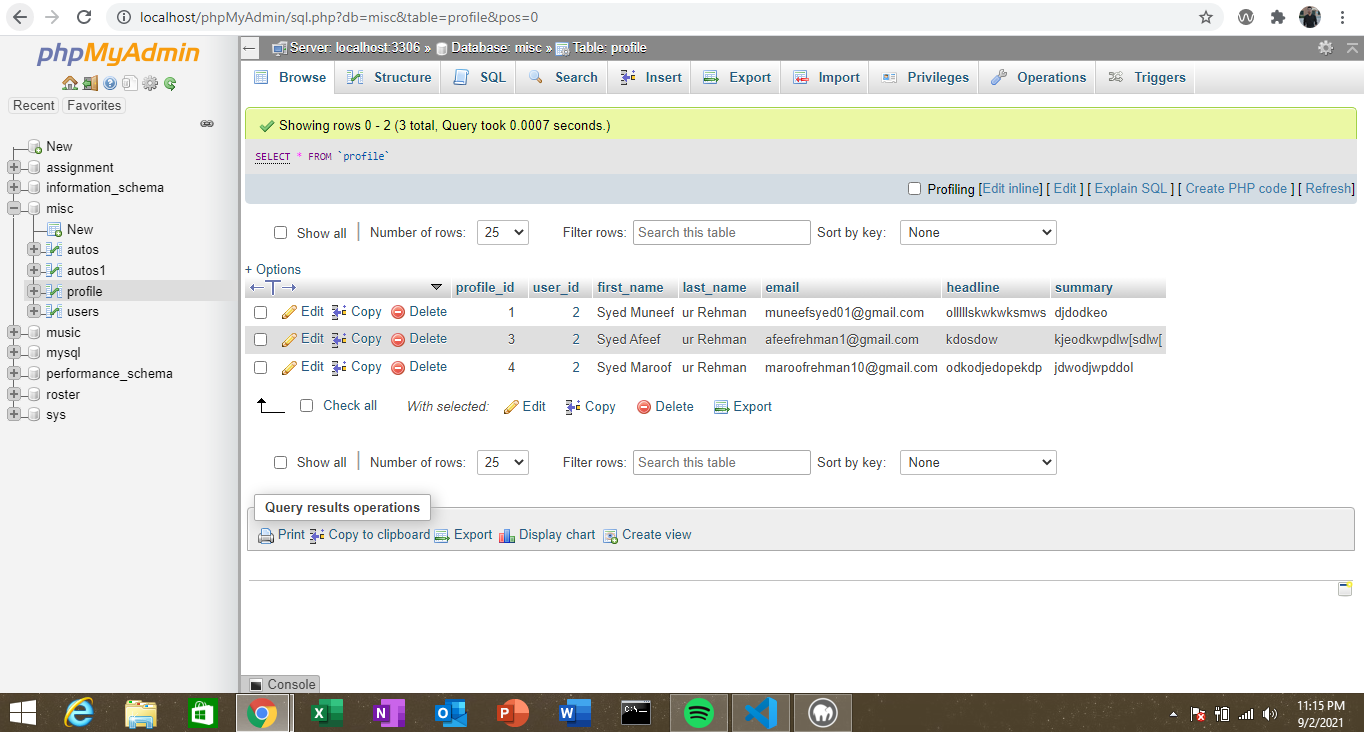 localhost/phpMyAdmin/sql.php?db=misc&table=profile&pos=0
phpMyAdmin
Recent Favorites
New
assignment
information_schema
misc
New
autos
autos1
profile
users
music
mysql
performance_schema
roster
sys
Server: localhost:3306 » Database: misc » Table: profile
Browse Structure SQL Search Insert Export Import Privileges Operations Triggers
Showing rows 0 - 2 (3 total, Query took 0.0007 seconds.)
SELECT * FROM `profile`
Profiling [Edit inline] [ Edit ] [ Explain SQL ] [ Create PHP code ] [ Refresh]
Show all Number of rows: 25 Filter rows: Search this table Sort by key: None
+ Options
profile_id user_id first_name last_name email headline summary
Edit Copy Delete 1 2 Syed Muneef ur Rehman muneefsyed01@gmail.com olllllskwkwksmws djdodkeo
Edit Copy Delete 3 2 Syed Afeef ur Rehman afeefrehman1@gmail.com kdosdow kjeodkwpdlw[sdlw[
Edit Copy Delete 4 2 Syed Maroof ur Rehman maroofrehman10@gmail.com odkodjedopekdp jdwodjwpddol
Check all With selected: Edit Copy Delete Export
Show all Number of rows: 25 Filter rows: Search this table Sort by key: None
Query results operations
Print Copy to clipboard Export Display chart Create view
Console
11:15 PM
9/2/2021